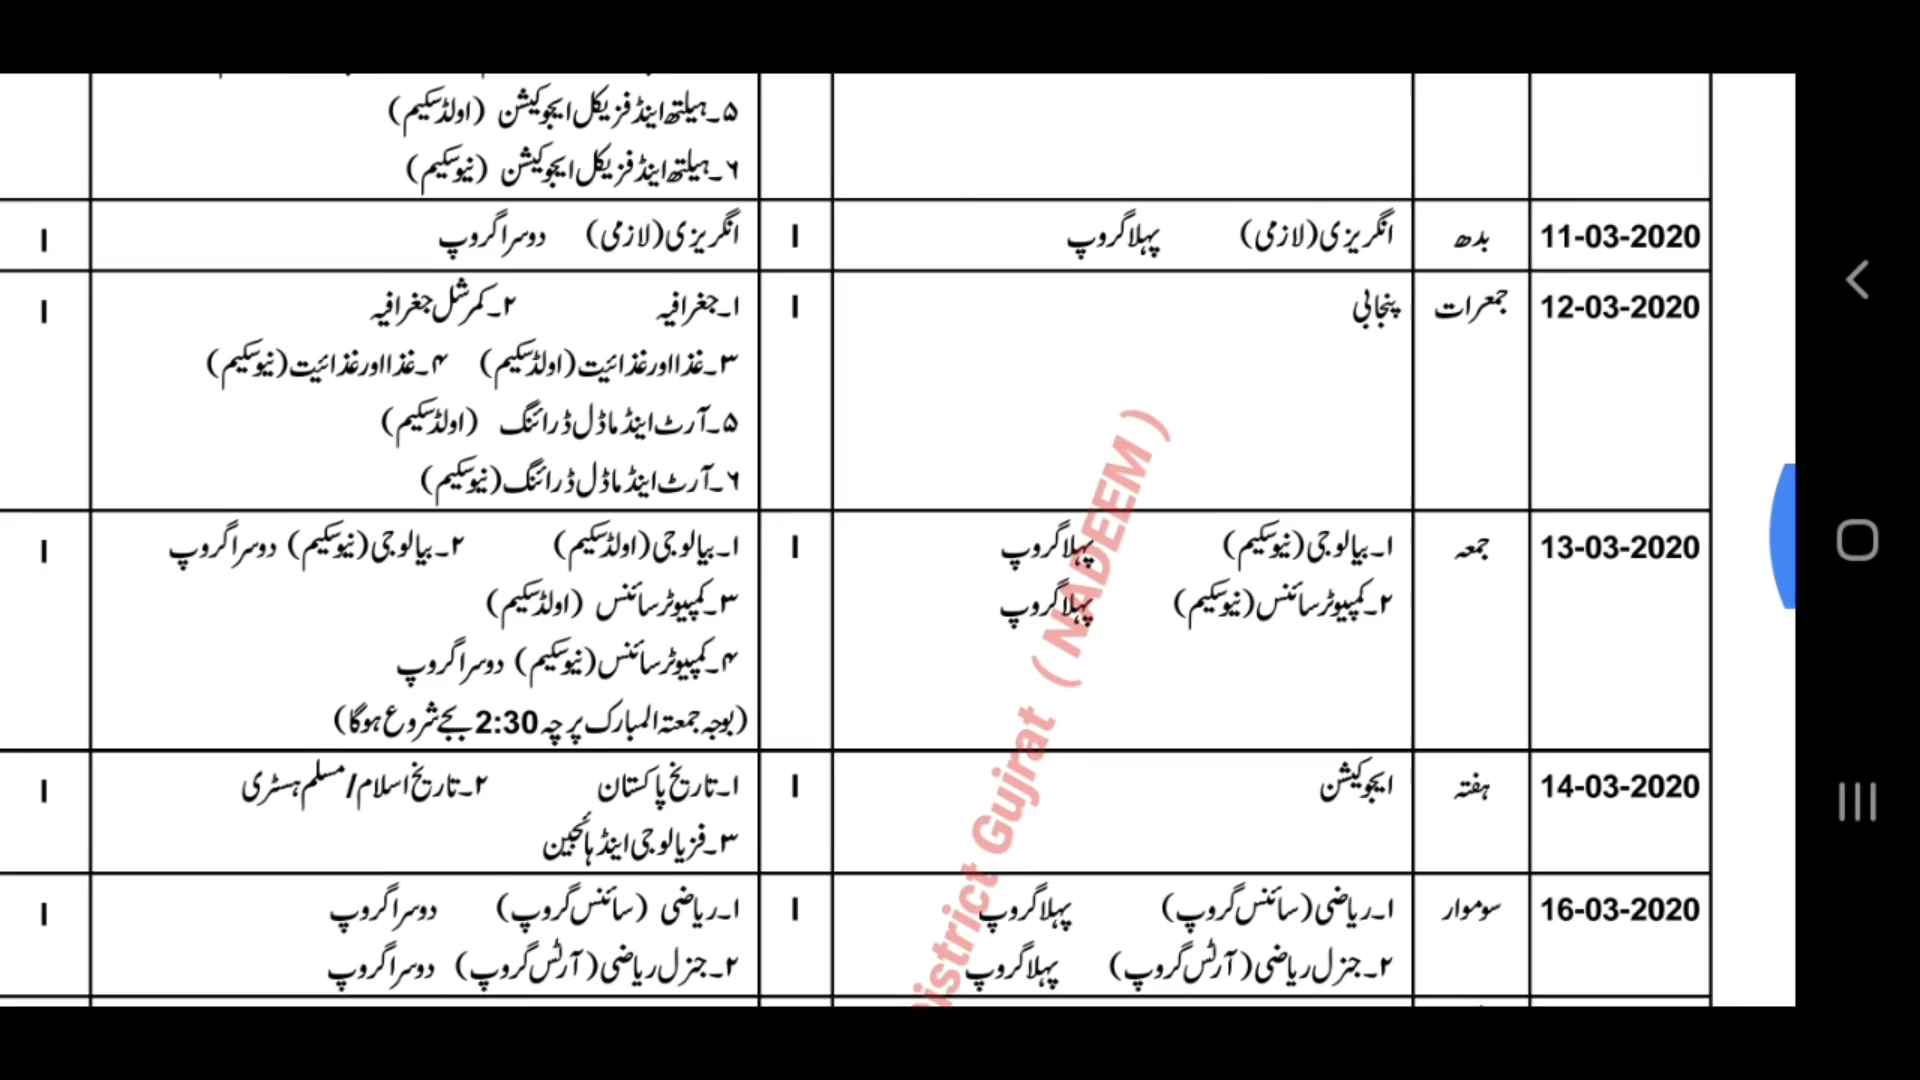 ۵۔ہیلتھ اینڈ فزیکل ایجوکیشن (اولڈ سکیم)
۶۔ہیلتھ اینڈ فزیکل ایجوکیشن (نیو سکیم)
11-03-2020 بدھ انگریزی(لازمی) پہلا گروپ I انگریزی(لازمی) دوسرا گروپ I
12-03-2020 جمعرات پنجابی I ۱۔جغرافیہ ۲۔کمرشل جغرافیہ I
۳۔غذا اور غذائیت(اولڈ سکیم) ۴۔غذا اور غذائیت(نیو سکیم)
۵۔آرٹ اینڈ ماڈل ڈرائنگ (اولڈ سکیم)
۶۔آرٹ اینڈ ماڈل ڈرائنگ(نیو سکیم)
13-03-2020 جمعہ ۱۔بیالوجی(نیو سکیم) پہلا گروپ I ۱۔بیالوجی(اولڈ سکیم) ۲۔بیالوجی(نیو سکیم) دوسرا گروپ I
۲۔کمپیوٹر سائنس(نیو سکیم) پہلا گروپ ۳۔کمپیوٹر سائنس (اولڈ سکیم)
۴۔کمپیوٹر سائنس(نیو سکیم) دوسرا گروپ
(بوجہ جمعتہ المبارک پرچہ 2:30 بجے شروع ہوگا)
14-03-2020 ہفتہ ایجوکیشن I ۱۔تاریخ پاکستان ۲۔تاریخ اسلام/مسلم ہسٹری I
۳۔فزیالوجی اینڈ ہائجین
16-03-2020 سوموار ۱۔ریاضی(سائنس گروپ) پہلا گروپ I ۱۔ریاضی (سائنس گروپ) دوسرا گروپ I
۲۔جنرل ریاضی(آرٹس گروپ) پہلا گروپ ۲۔جنرل ریاضی(آرٹس گروپ) دوسرا گروپ
District Gujrat (NADEEM)